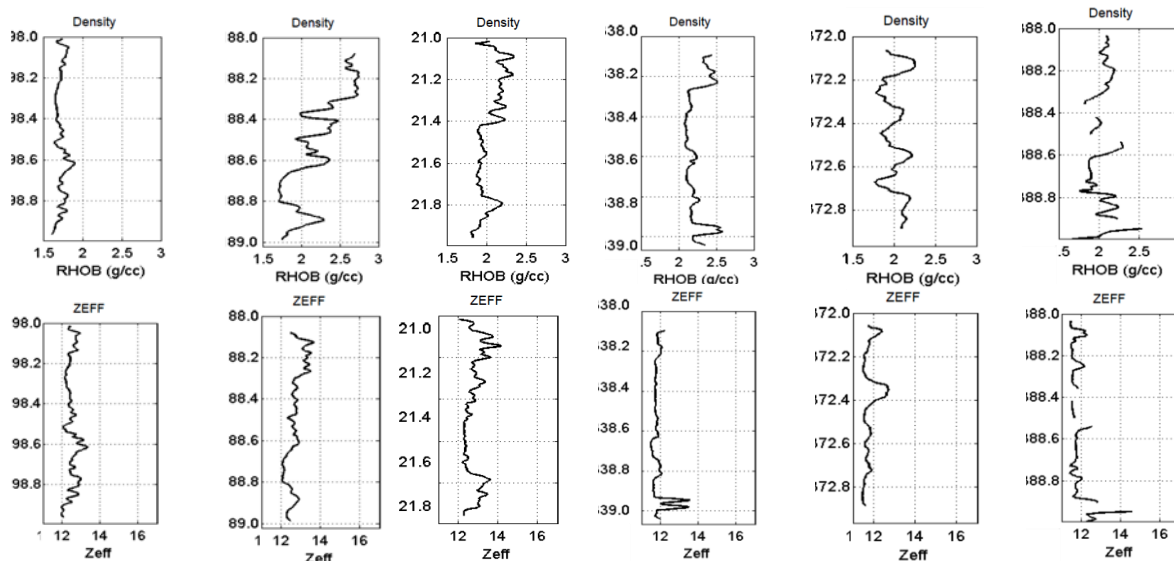 Density
98.0
98.2
98.4
98.6
98.8
1.5 2 2.5 3
RHOB (g/cc)
Density
88.0
88.2
88.4
88.6
88.8
89.0
1.5 2 2.5 3
RHOB (g/cc)
Density
21.0
21.2
21.4
21.6
21.8
1.5 2 2.5 3
RHOB (g/cc)
Density
38.0
38.2
38.4
38.6
38.8
39.0
2 2.5 3
RHOB (g/cc)
Density
72.0
72.2
72.4
72.6
72.8
1.5 2 2.5 3
RHOB (g/cc)
Density
88.0
88.2
88.4
88.6
88.8
.5 2 2.5 3
RHOB (g/cc)
ZEFF
98.0
98.2
98.4
98.6
98.8
1 12 14 16
Zeff
ZEFF
88.0
88.2
88.4
88.6
88.8
89.0
1 12 14 16
Zeff
ZEFF
21.0
21.2
21.4
21.6
21.8
12 14 16
Zeff
ZEFF
38.0
38.2
38.4
38.6
38.8
39.0
12 14 16
Zeff
ZEFF
72.0
72.2
72.4
72.6
72.8
1 12 14 16
Zeff
ZEFF
88.0
88.2
88.4
88.6
88.8
12 14 16
Zeff